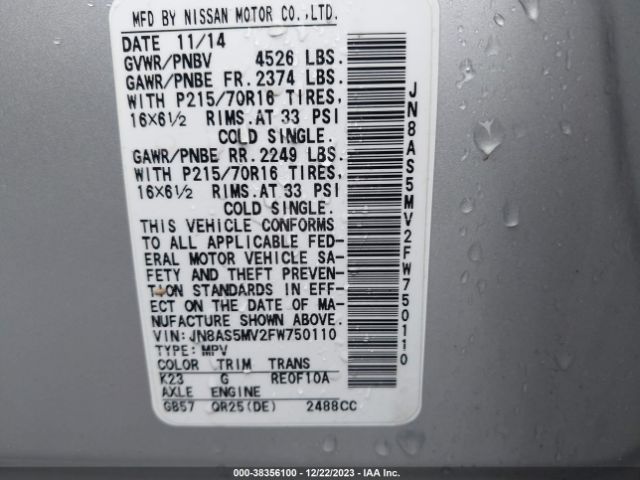 MFD BY NISSAN MOTOR CO.,LTD.
DATE 11/14
GVWR/PNBV 4526 LBS.
GAWR/PNBE FR. 2374 LBS.
WITH P215/70R16 TIRES,
16X6½ RIMS.AT 33 PSI
COLD SINGLE.
GAWR/PNBE RR. 2249 LBS.
WITH P215/70R16 TIRES,
16X6½ RIMS.AT 33 PSI
COLD SINGLE.
THIS VEHICLE CONFORMS
TO ALL APPLICABLE FED-
ERAL MOTOR VEHICLE SA-
FETY AND THEFT PREVEN-
TION STANDARDS IN EFF-
ECT ON THE DATE OF MA-
NUFACTURE SHOWN ABOVE.
VIN: JN8AS5MV2FW750110
TYPE: MPV
COLOR TRIM TRANS
K23 G RE0F10A
AXLE ENGINE
GB57 QR25(DE) 2488CC
JN8AS5MV2FW750110
000-38356100 - 12/22/2023 - IAA Inc.